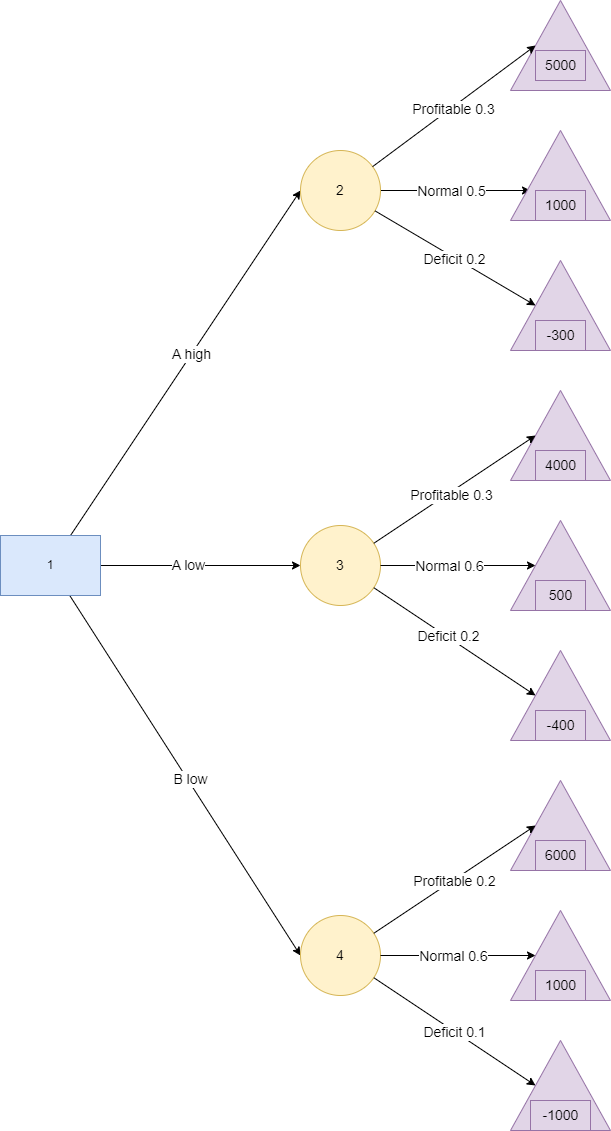 5000
Profitable 0.3
2
Normal 0.5
1000
Deficit 0.2
-300
A high
4000
Profitable 0.3
1
A low
3
Normal 0.6
500
Deficit 0.2
-400
B low
6000
Profitable 0.2
4
Normal 0.6
1000
Deficit 0.1
-1000